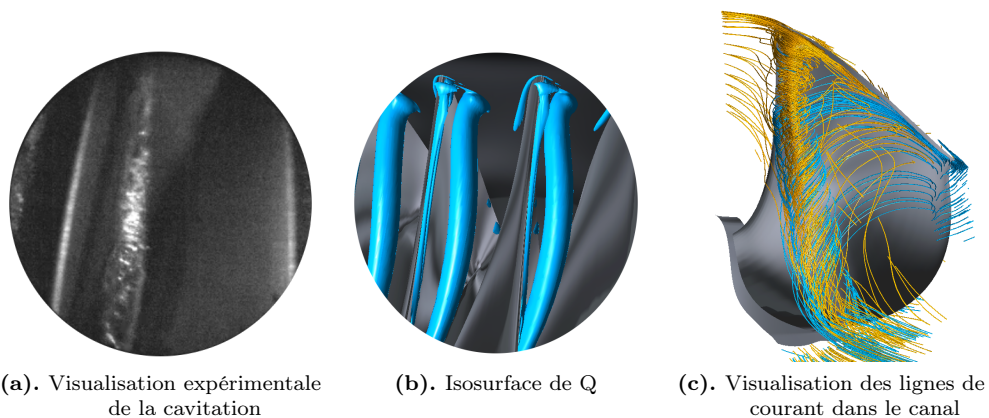 (a). Visualisation expérimentale
de la cavitation
(b). Isosurface de Q
(c). Visualisation des lignes de
courant dans le canal